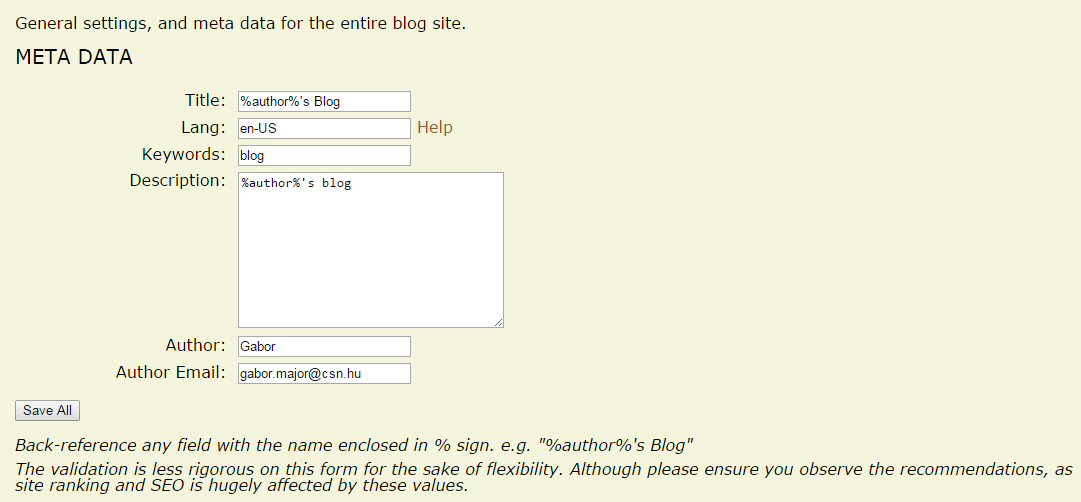 General settings, and meta data for the entire blog site.
META DATA
Title: %author%'s Blog
Lang: en-US Help
Keywords: blog
Description: %author%'s blog
Author: Gabor
Author Email: gabor.major@csn.hu
Save All
Back-reference any field with the name enclosed in % sign. e.g. "%author%'s Blog"
The validation is less rigorous on this form for the sake of flexibility. Although please ensure you observe the recommendations, as
site ranking and SEO is hugely affected by these values.